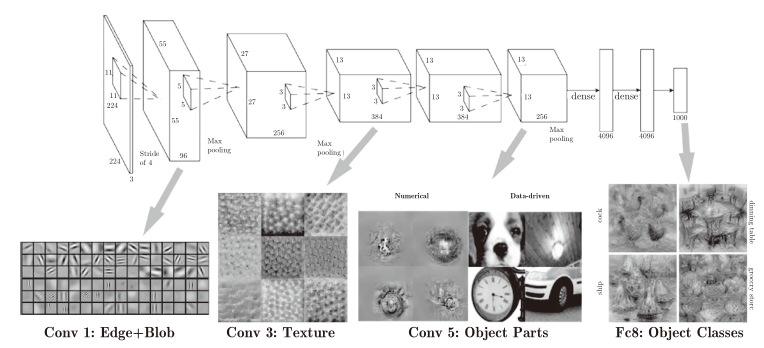 55
27
13
13
13
11
5
3
3
3
11
5
27
3
13
3
13
3
13
dense
dense
224
55
256
384
384
256
1000
4096
4096
224
96
3
Stride
of 4
Max
pooling
Max
pooling
Max
pooling
Numerical
Data-driven
cock
dinning table
ship
grocery store
Conv 1: Edge+Blob
Conv 3: Texture
Conv 5: Object Parts
Fc8: Object Classes